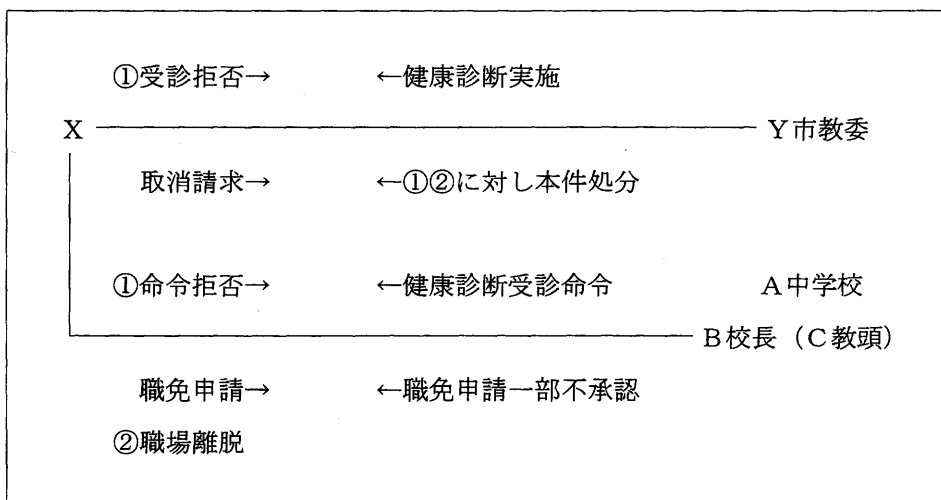 ①受診拒否→ ←健康診断実施
X Y市教委
取消請求→ ←①②に対し本件処分
①命令拒否→ ←健康診断受診命令 A中学校
B校長（C教頭）
職免申請→ ←職免申請一部不承認
②職場離脱